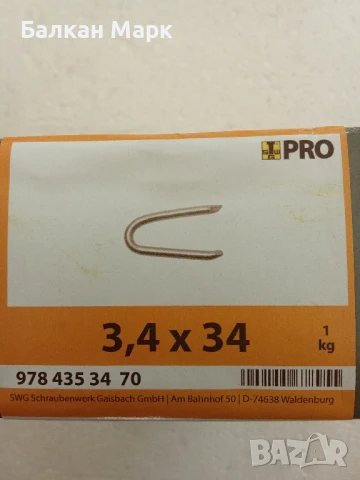 Балкан Марк
PRO
3,4 x 34
1
kg
978 435 34 70
SWG Schraubenwerk Gaisbach GmbH | Am Bahnhof 50 | D-74638 Waldenburg
BAZAR